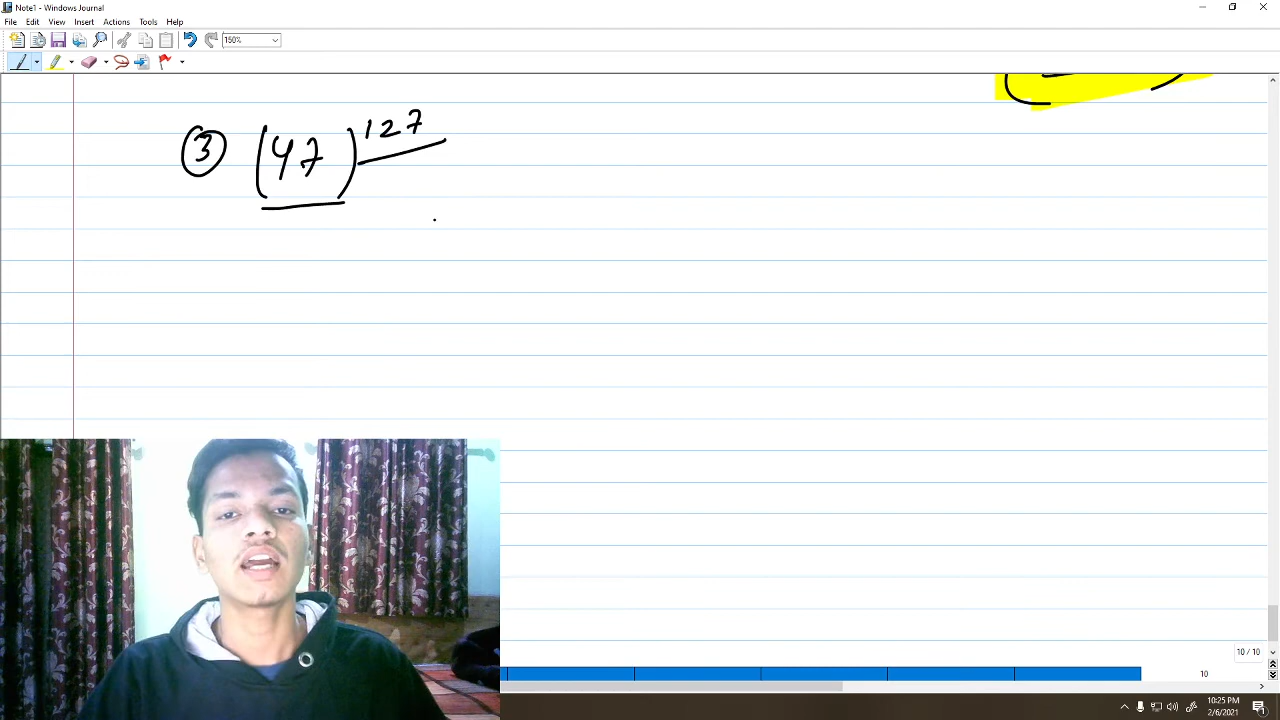 Note1 - Windows Journal
File Edit View Insert Actions Tools Help
150%
③ (47)¹²⁷
10 / 10
10
10:25 PM
2/6/2021